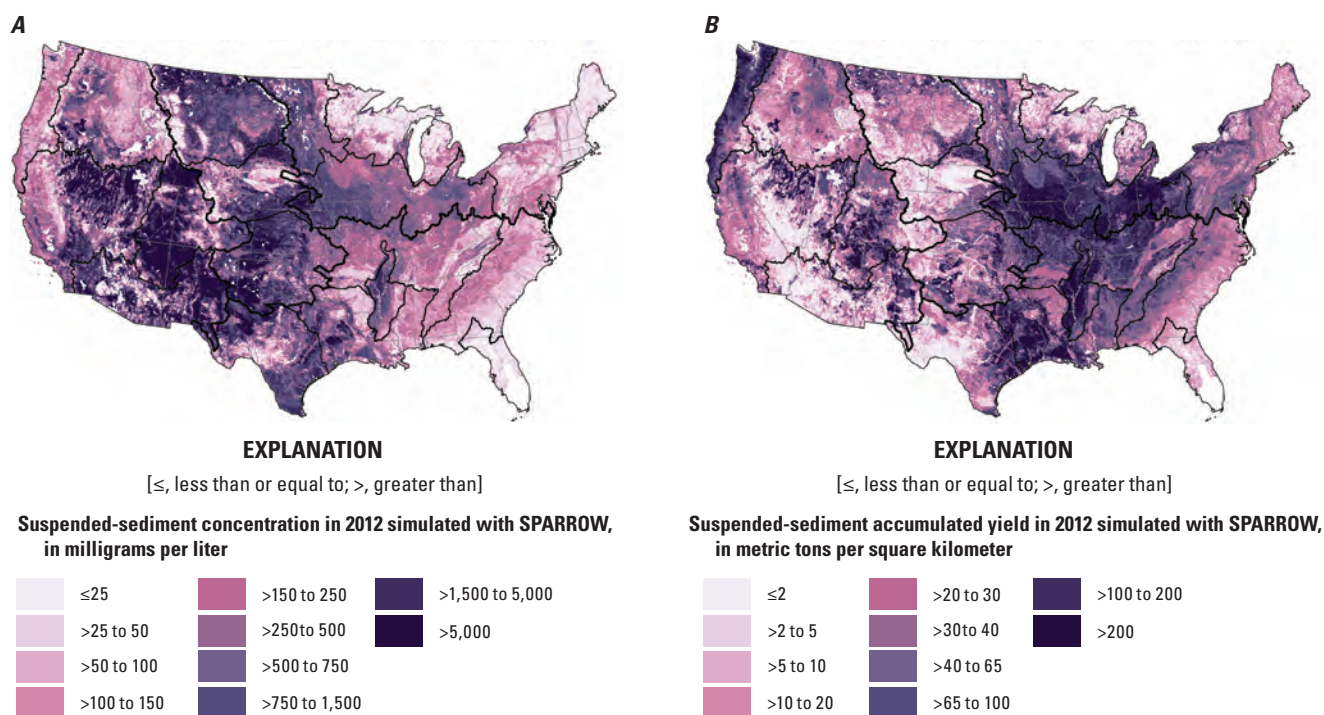 A
B
EXPLANATION
[≤, less than or equal to; >, greater than]
Suspended-sediment concentration in 2012 simulated with SPARROW,
in milligrams per liter
≤25
>25 to 50
>50 to 100
>100 to 150
>150 to 250
>250 to 500
>500 to 750
>750 to 1,500
>1,500 to 5,000
>5,000
EXPLANATION
[≤, less than or equal to; >, greater than]
Suspended-sediment accumulated yield in 2012 simulated with SPARROW,
in metric tons per square kilometer
≤2
>2 to 5
>5 to 10
>10 to 20
>20 to 30
>30 to 40
>40 to 65
>65 to 100
>100 to 200
>200